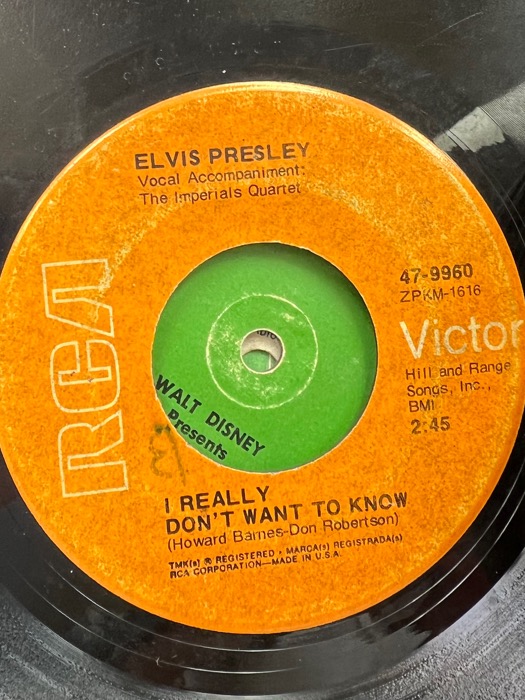 ELVIS PRESLEY
Vocal Accompaniment:
The Imperials Quartet
RCA
47-9960
ZPKM-1616
Victor
Hill and Range
Songs, Inc.,
BMI
2:45
WALT DISNEY
Presents
13
I REALLY
DON'T WANT TO KNOW
(Howard Barnes-Don Robertson)
TMK(s) ® REGISTERED • MARCA(s) REGISTRADA(s)
RCA CORPORATION—MADE IN U.S.A.